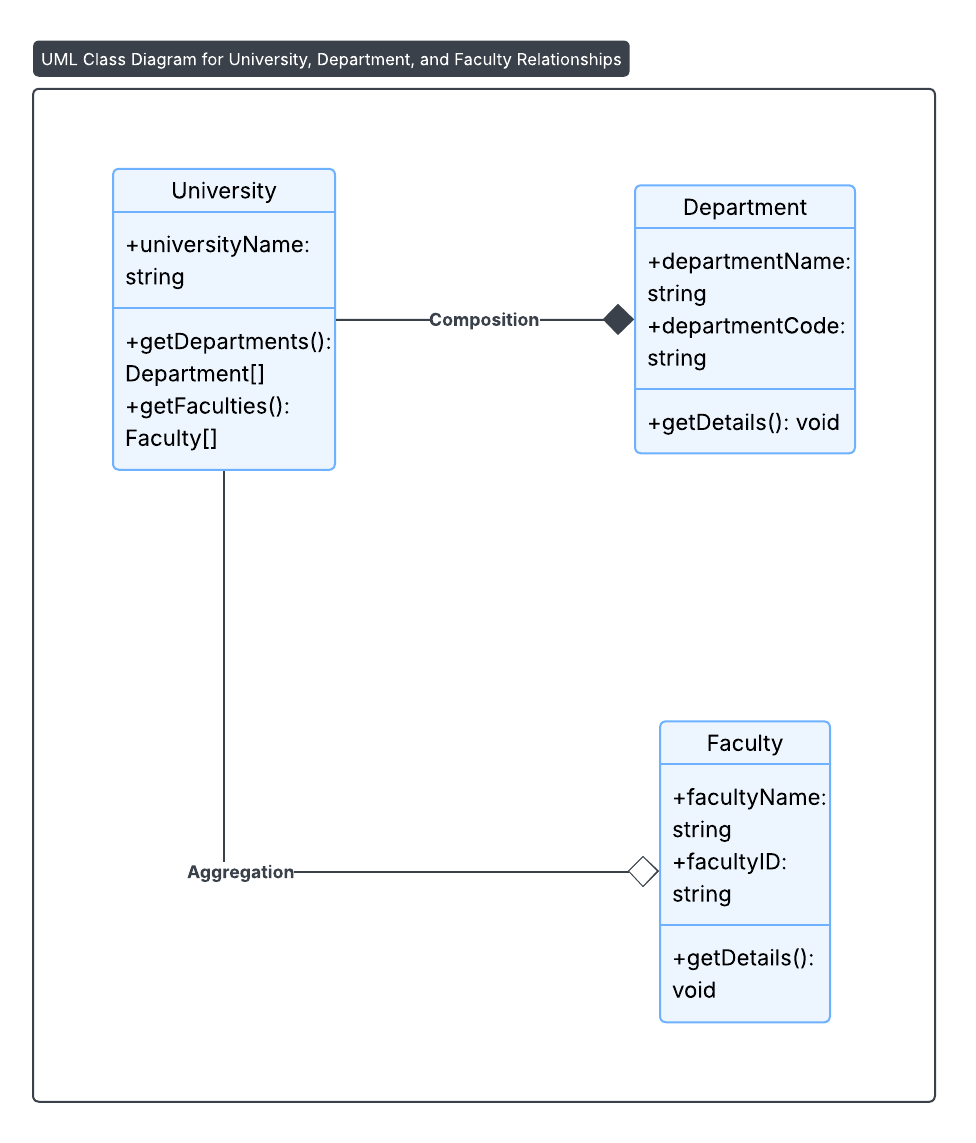 UML Class Diagram for University, Department, and Faculty Relationships
University
+universityName:
string
+getDepartments():
Department[]
+getFaculties():
Faculty[]
Composition
Department
+departmentName:
string
+departmentCode:
string
+getDetails(): void
Aggregation
Faculty
+facultyName:
string
+facultyID:
string
+getDetails():
void